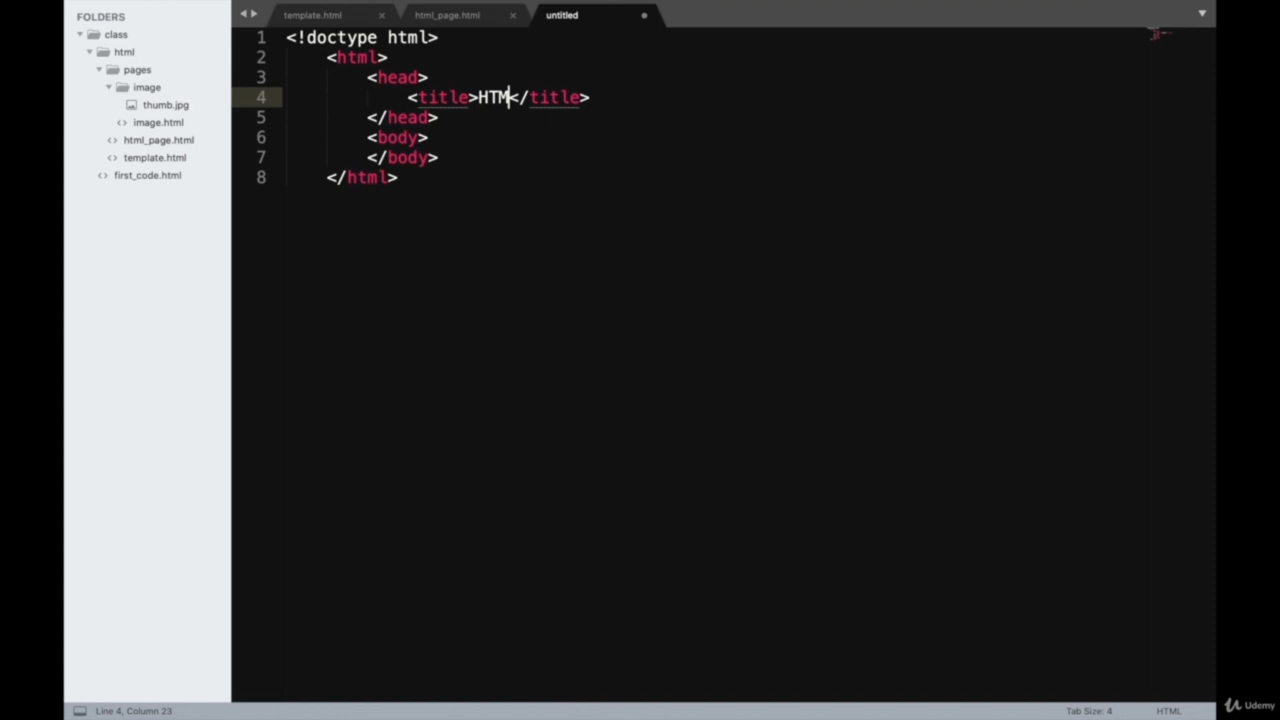 FOLDERS
class
html
pages
image
thumb.jpg
image.html
html_page.html
template.html
first_code.html
template.html
html_page.html
untitled
1 <!doctype html>
2 <html>
3 <head>
4 <title>HTM</title>
5 </head>
6 <body>
7 </body>
8 </html>
Line 4, Column 23
Tab Size: 4
HTML
Udemy